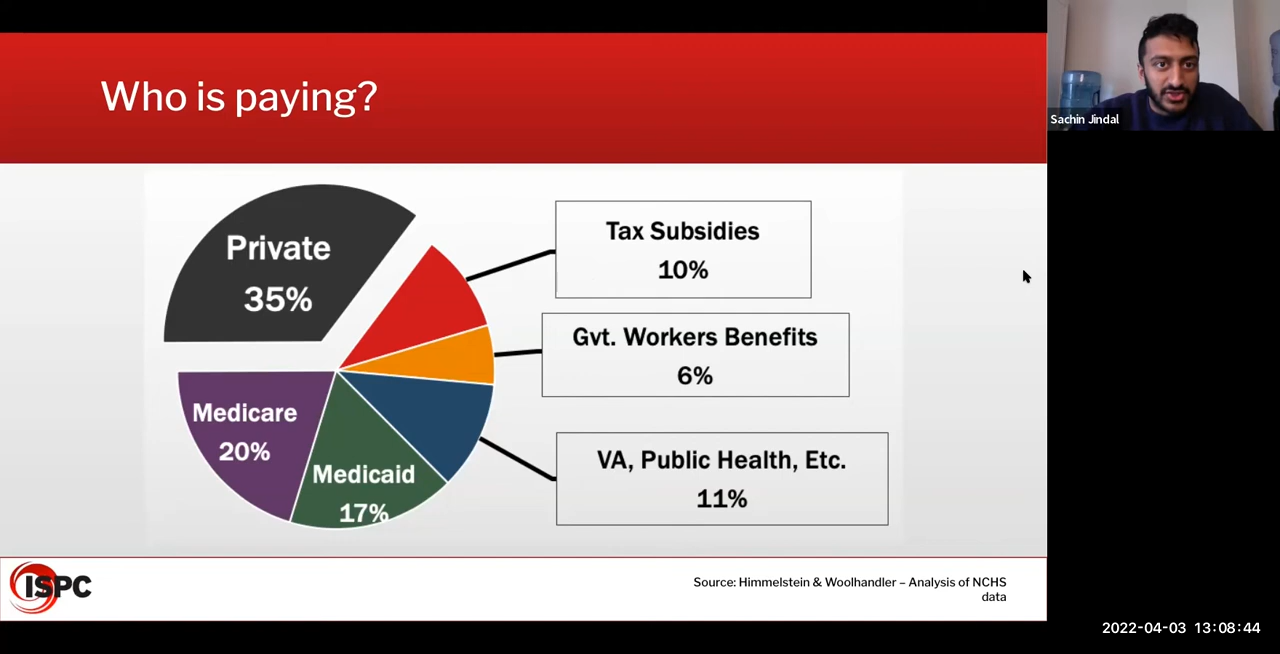 Who is paying?
Sachin Jindal
Private
35%
Tax Subsidies
10%
Gvt. Workers Benefits
6%
Medicare
20%
Medicaid
17%
VA, Public Health, Etc.
11%
ISPC
Source: Himmelstein & Woolhandler – Analysis of NCHS
data
2022-04-03 13:08:44